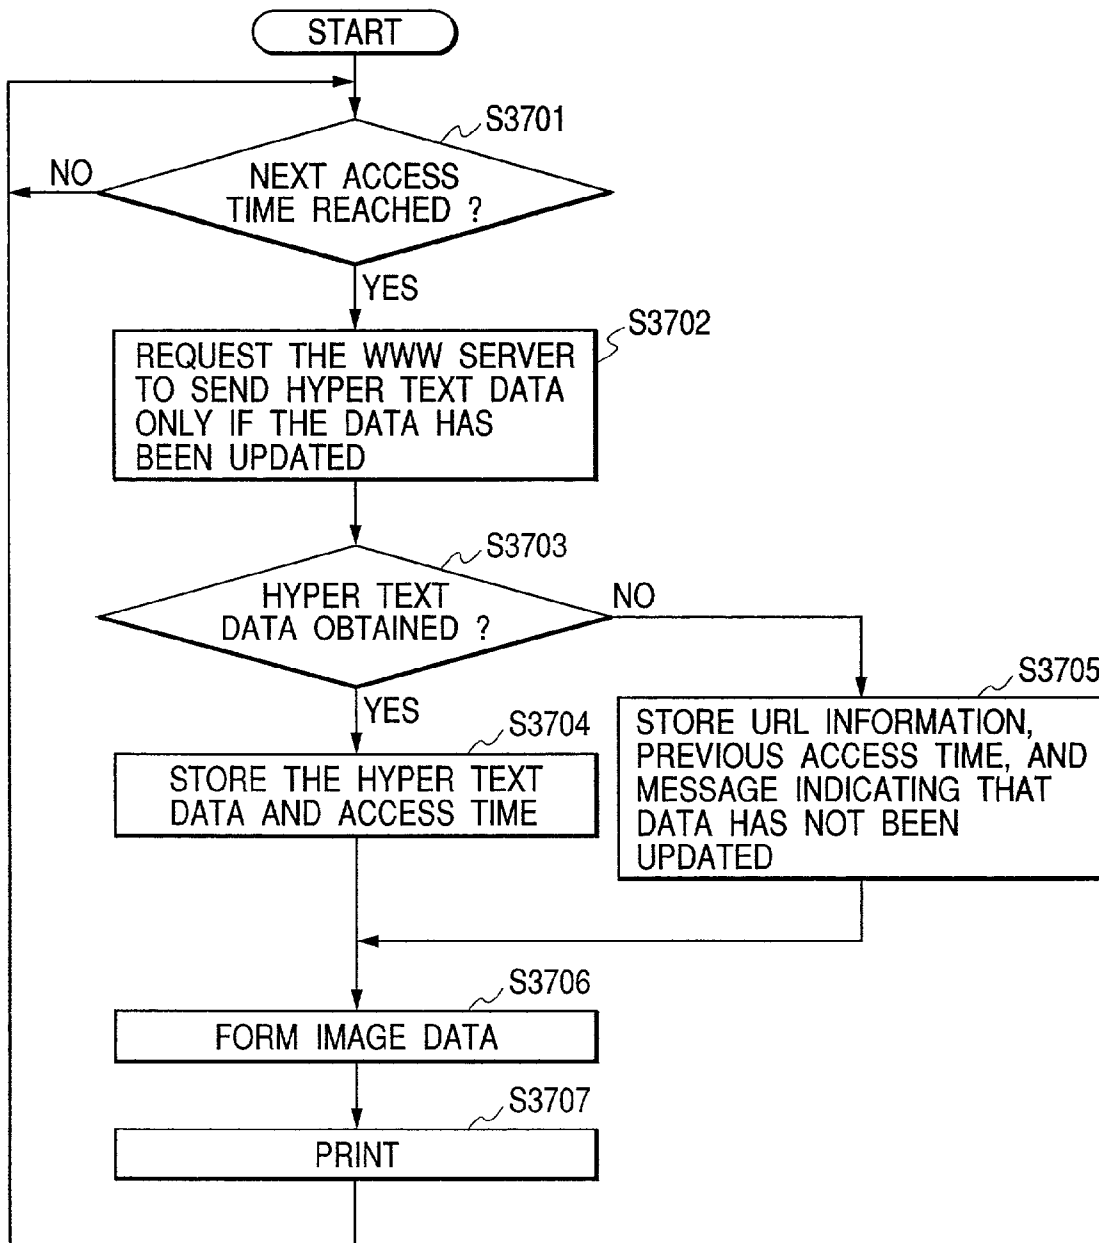 START
S3701
NO
NEXT ACCESS
TIME REACHED ?
YES
S3702
REQUEST THE WWW SERVER
TO SEND HYPER TEXT DATA
ONLY IF THE DATA HAS
BEEN UPDATED
S3703
HYPER TEXT
DATA OBTAINED ?
NO
YES
S3704
STORE THE HYPER TEXT
DATA AND ACCESS TIME
S3705
STORE URL INFORMATION,
PREVIOUS ACCESS TIME, AND
MESSAGE INDICATING THAT
DATA HAS NOT BEEN
UPDATED
S3706
FORM IMAGE DATA
S3707
PRINT